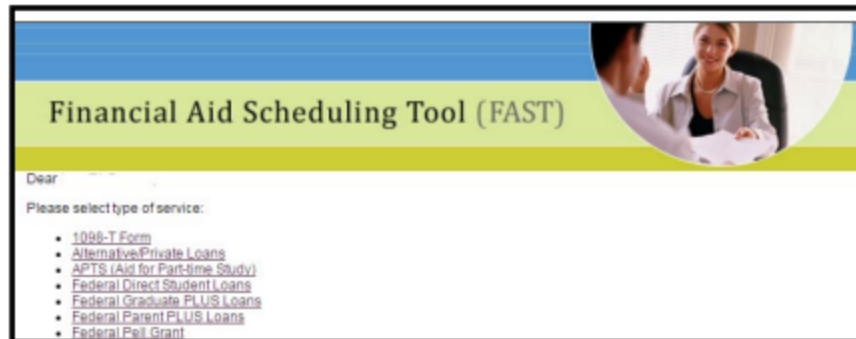 Financial Aid Scheduling Tool (FAST)
Dear
Please select type of service:
• 1098-T Form
• Alternative/Private Loans
• APTS (Aid for Part-time Study)
• Federal Direct Student Loans
• Federal Graduate PLUS Loans
• Federal Parent PLUS Loans
• Federal Pell Grant